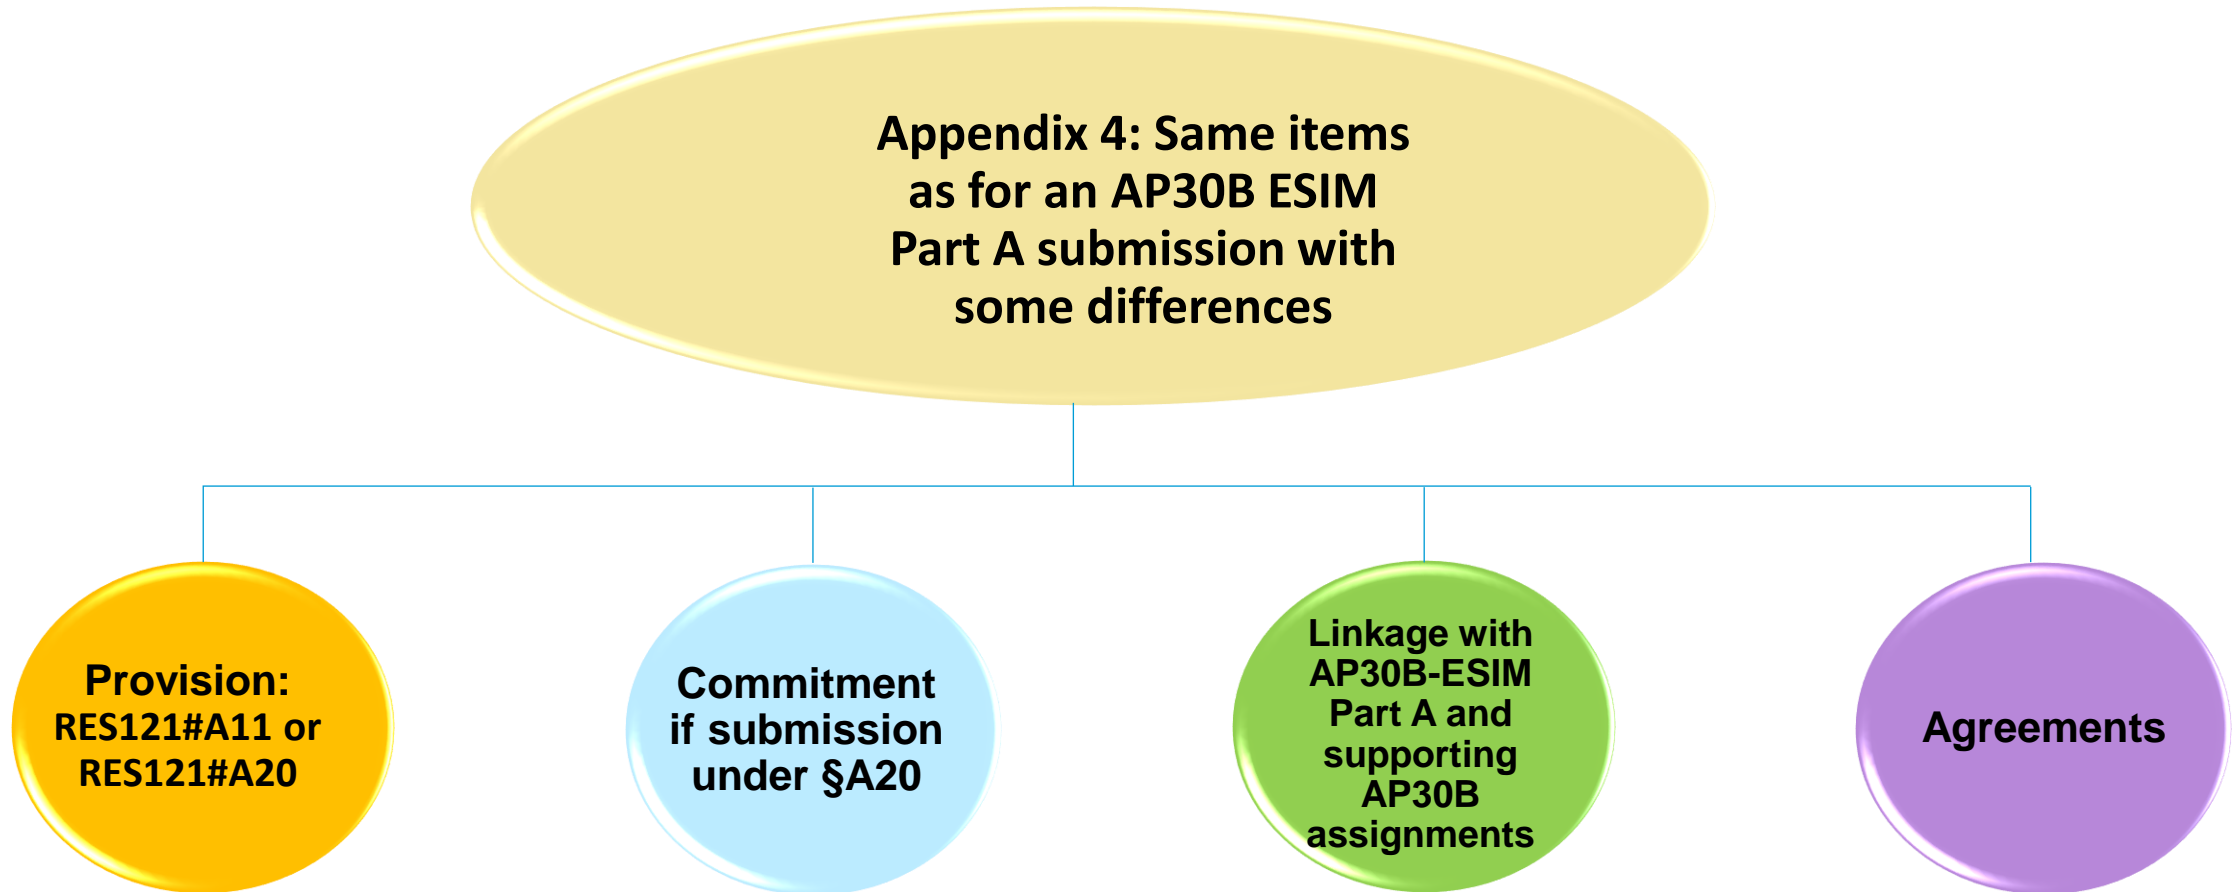 Appendix 4: Same items
as for an AP30B ESIM
Part A submission with
some differences
Provision:
RES121#A11 or
RES121#A20
Commitment
if submission
under §A20
Linkage with
AP30B-ESIM
Part A and
supporting
AP30B
assignments
Agreements